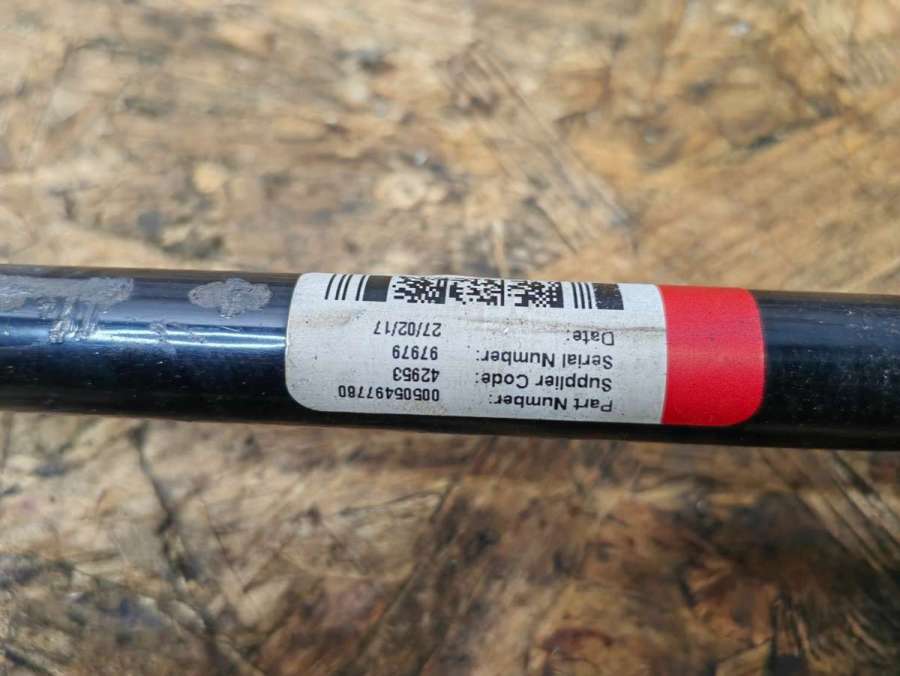 Part Number: 00505497780
Supplier Code: 42953
Serial Number: 97979
Date: 27/02/17